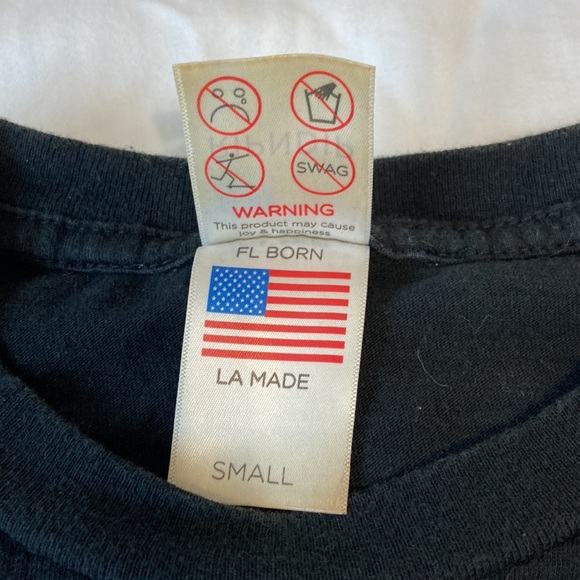 SWAG
WARNING
This product may cause
joy & happiness
FL BORN
LA MADE
SMALL